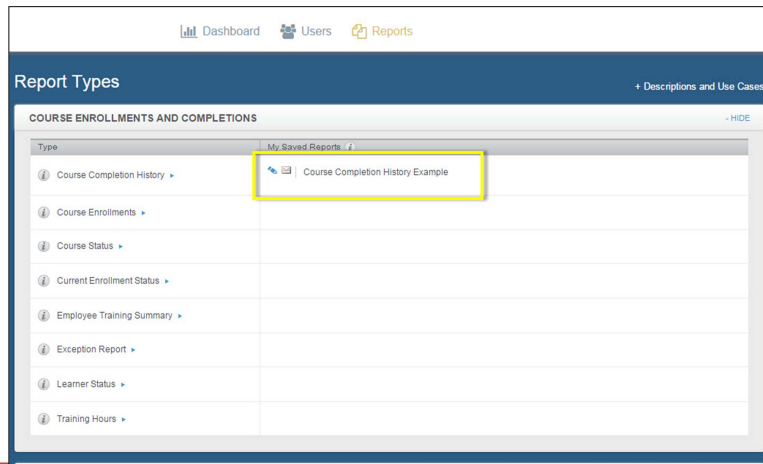 Dashboard Users Reports
Report Types
+ Descriptions and Use Cases
COURSE ENROLLMENTS AND COMPLETIONS
- HIDE
Type My Saved Reports i
i Course Completion History
Course Completion History Example
i Course Enrollments
i Course Status
i Current Enrollment Status
i Employee Training Summary
i Exception Report
i Learner Status
i Training Hours